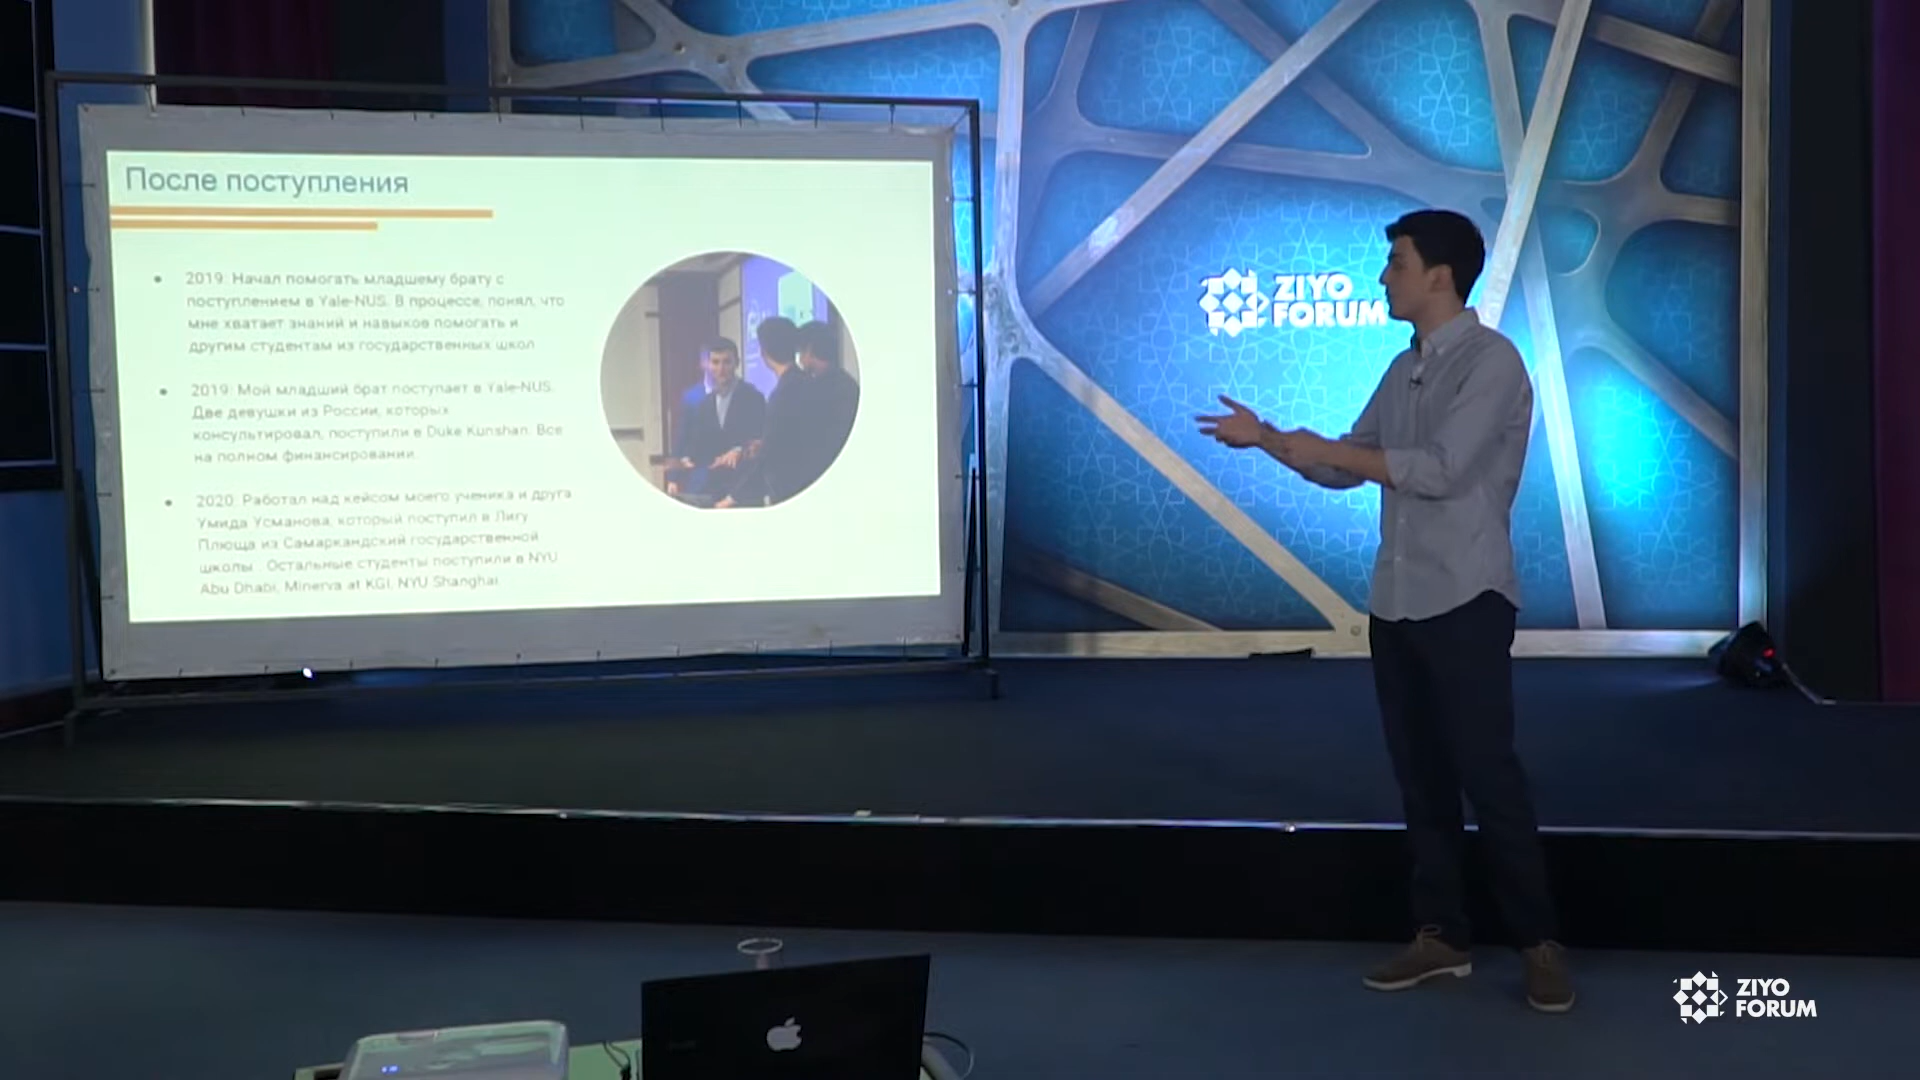 После поступления
• 2019: Начал помогать младшему брату с
поступлением в Yale-NUS. В процессе, понял, что
мне хватает знаний и навыков помогать и
другим студентам из государственных школ
• 2019: Мой младший брат поступает в Yale-NUS.
Две девушки из России, которых
консультировал, поступили в Duke Kunshan. Все
на полном финансировании.
• 2020: Работал над кейсом моего ученика и друга
Умида Усманова, который поступил в Лигу
Плюща из Самаркандский государственной
школы. Остальные студенты поступили в NYU
Abu Dhabi, Minerva at KGI, NYU Shanghai
ZIYO
FORUM
ZIYO
FORUM